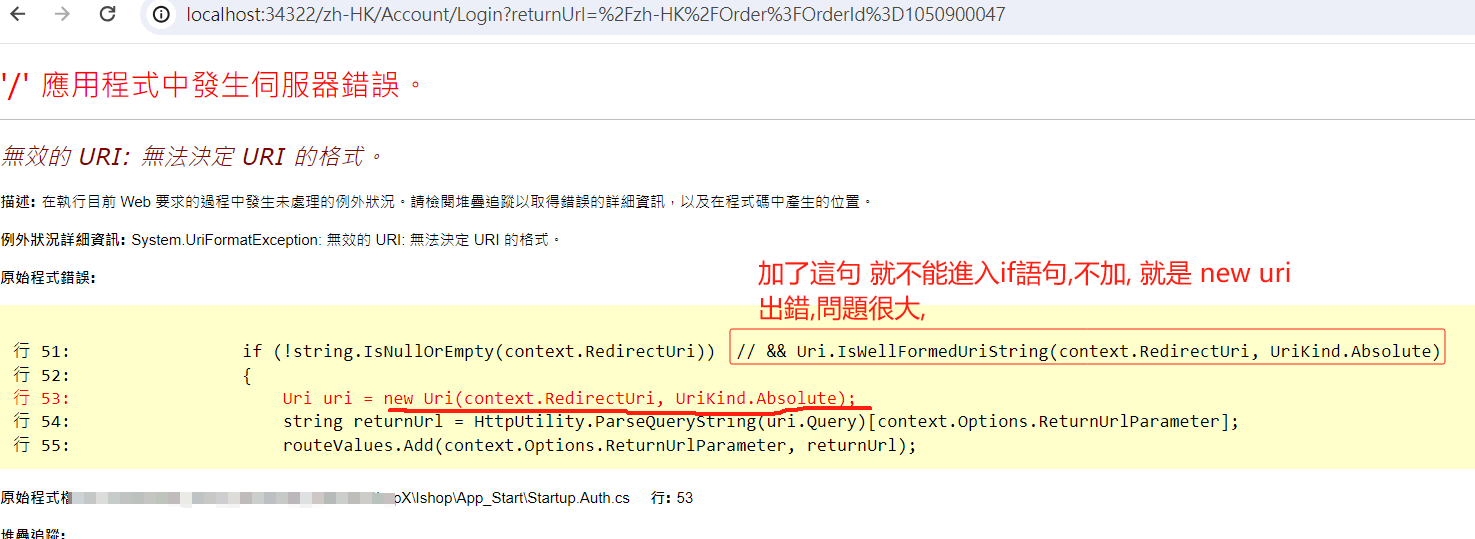 localhost:34322/zh-HK/Account/Login?returnUrl=%2Fzh-HK%2FOrder%3FOrderId%3D1050900047
'/' 應用程式中發生伺服器錯誤。
無效的 URI: 無法決定 URI 的格式。
描述: 在執行目前 Web 要求的過程中發生未處理的例外狀況。請檢閱堆疊追蹤以取得錯誤的詳細資訊，以及在程式碼中產生的位置。
例外狀況詳細資訊: System.UriFormatException: 無效的 URI: 無法決定 URI 的格式。
原始程式錯誤:
加了這句 就不能進入if語句,不加, 就是 new uri
出錯,問題很大,
行 51: if (!string.IsNullOrEmpty(context.RedirectUri)) // && Uri.IsWellFormedUriString(context.RedirectUri, UriKind.Absolute)
行 52: {
行 53: Uri uri = new Uri(context.RedirectUri, UriKind.Absolute);
行 54: string returnUrl = HttpUtility.ParseQueryString(uri.Query)[context.Options.ReturnUrlParameter];
行 55: routeValues.Add(context.Options.ReturnUrlParameter, returnUrl);
原始程式 pX\Ishop\App_Start\Startup.Auth.cs 行: 53
堆疊追蹤: